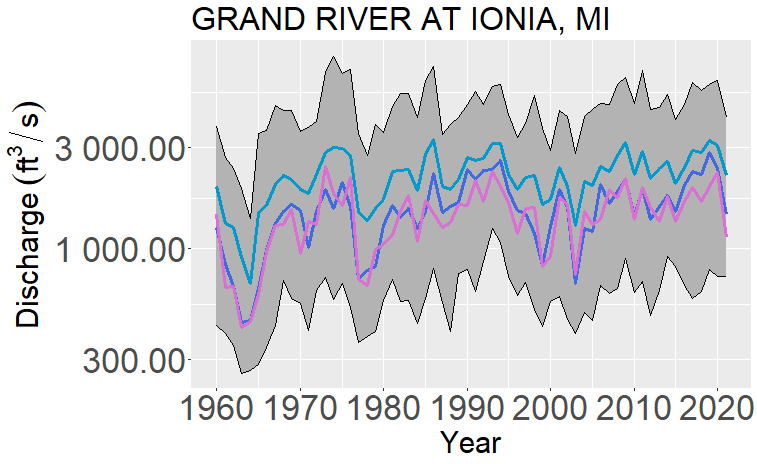 GRAND RIVER AT IONIA, MI
Discharge (ft³/s)
3 000.00
1 000.00
300.00
1960 1970 1980 1990 2000 2010 2020
Year